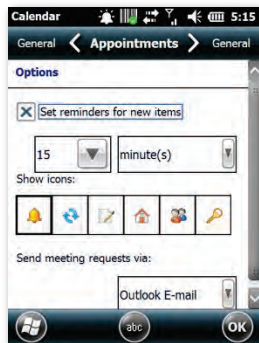 Calendar 5:15
General Appointments General
Options
Set reminders for new items
15 minute(s)
Show icons:
Send meeting requests via:
Outlook E-mail
abc OK